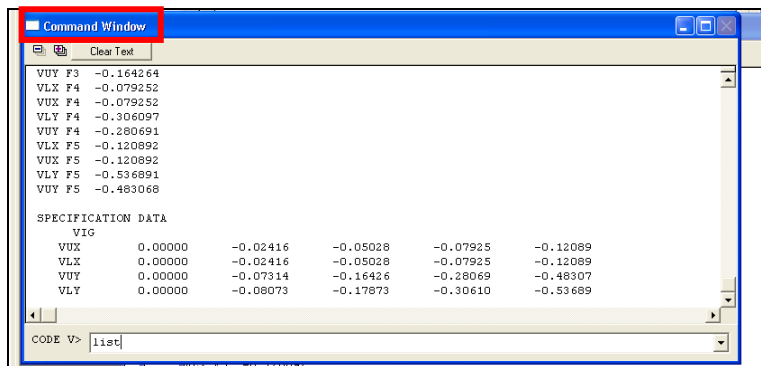 Command Window
Clear Text
VUY F3 -0.164264
VLX F4 -0.079252
VUX F4 -0.079252
VLY F4 -0.306097
VUY F4 -0.280691
VLX F5 -0.120892
VUX F5 -0.120892
VLY F5 -0.536891
VUY F5 -0.483068
SPECIFICATION DATA
VIG
VUX 0.00000 -0.02416 -0.05028 -0.07925 -0.12089
VLX 0.00000 -0.02416 -0.05028 -0.07925 -0.12089
VUY 0.00000 -0.07314 -0.16426 -0.28069 -0.48307
VLY 0.00000 -0.08073 -0.17873 -0.30610 -0.53689
CODE V> list